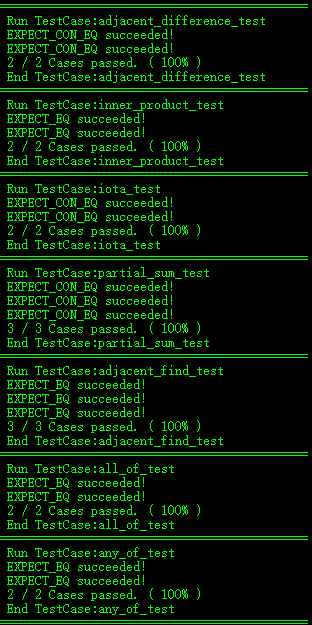 Run TestCase:adjacent_difference_test
EXPECT_CON_EQ succeeded!
EXPECT_CON_EQ succeeded!
2 / 2 Cases passed. ( 100% )
End TestCase:adjacent_difference_test
Run TestCase:inner_product_test
EXPECT_EQ succeeded!
EXPECT_EQ succeeded!
2 / 2 Cases passed. ( 100% )
End TestCase:inner_product_test
Run TestCase:iota_test
EXPECT_CON_EQ succeeded!
EXPECT_CON_EQ succeeded!
2 / 2 Cases passed. ( 100% )
End TestCase:iota_test
Run TestCase:partial_sum_test
EXPECT_CON_EQ succeeded!
EXPECT_CON_EQ succeeded!
EXPECT_CON_EQ succeeded!
3 / 3 Cases passed. ( 100% )
End TestCase:partial_sum_test
Run TestCase:adjacent_find_test
EXPECT_EQ succeeded!
EXPECT_EQ succeeded!
EXPECT_EQ succeeded!
3 / 3 Cases passed. ( 100% )
End TestCase:adjacent_find_test
Run TestCase:all_of_test
EXPECT_EQ succeeded!
EXPECT_EQ succeeded!
2 / 2 Cases passed. ( 100% )
End TestCase:all_of_test
Run TestCase:any_of_test
EXPECT_EQ succeeded!
EXPECT_EQ succeeded!
2 / 2 Cases passed. ( 100% )
End TestCase:any_of_test